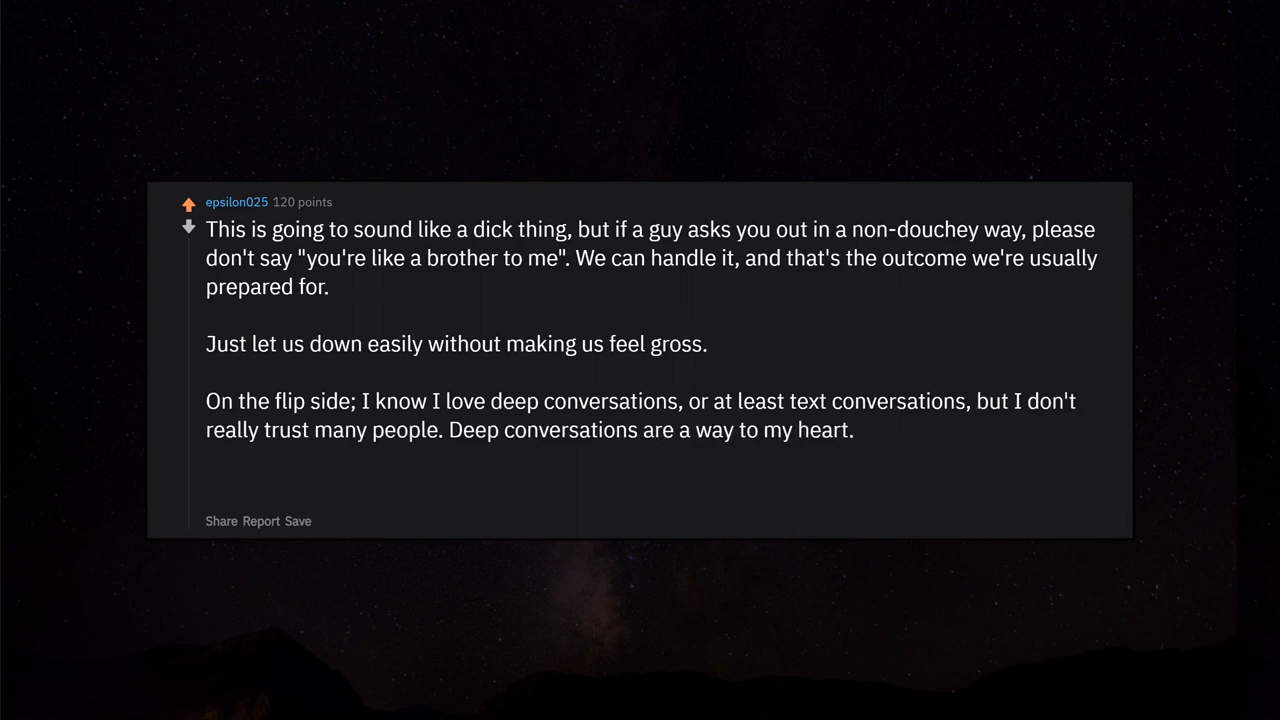 epsilon025 120 points
This is going to sound like a dick thing, but if a guy asks you out in a non-douchey way, please
don't say "you're like a brother to me". We can handle it, and that's the outcome we're usually
prepared for.
Just let us down easily without making us feel gross.
On the flip side; I know I love deep conversations, or at least text conversations, but I don't
really trust many people. Deep conversations are a way to my heart.
Share Report Save